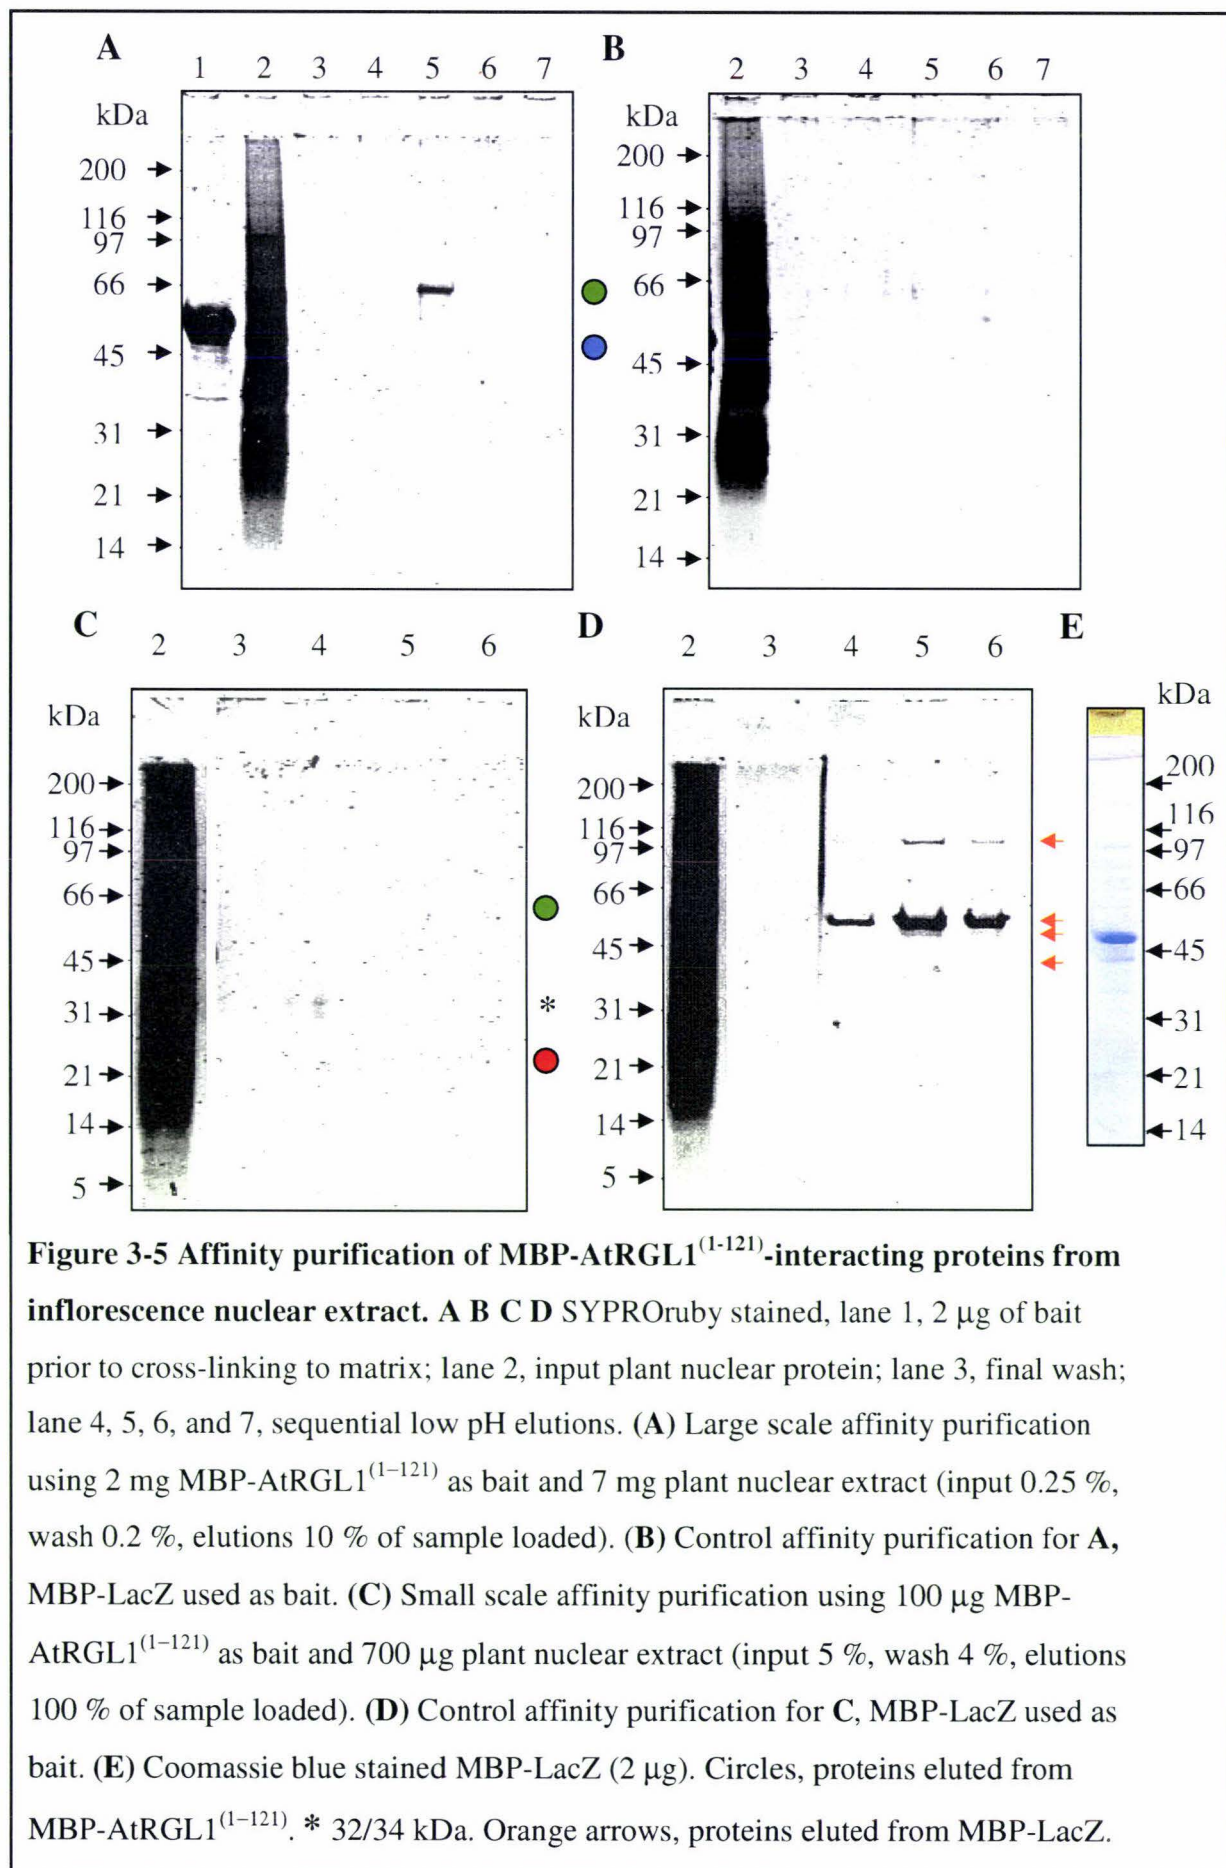 A
B
1 2 3 4 5 6 7
2 3 4 5 6 7
kDa
200
116
97
66
45
31
21
14
kDa
200
116
97
66
45
31
21
14
C
D
E
2 3 4 5 6
2 3 4 5 6
kDa
200
116
97
66
45
31
21
14
5
*
kDa
200
116
97
66
45
31
21
14
5
kDa
200
116
97
66
45
31
21
14
Figure 3-5 Affinity purification of MBP-AtRGL1(1-121)-interacting proteins from
inflorescence nuclear extract. A B C D SYPROruby stained, lane 1, 2 μg of bait
prior to cross-linking to matrix; lane 2, input plant nuclear protein; lane 3, final wash;
lane 4, 5, 6, and 7, sequential low pH elutions. (A) Large scale affinity purification
using 2 mg MBP-AtRGL1(1–121) as bait and 7 mg plant nuclear extract (input 0.25 %,
wash 0.2 %, elutions 10 % of sample loaded). (B) Control affinity purification for A,
MBP-LacZ used as bait. (C) Small scale affinity purification using 100 μg MBP-
AtRGL1(1–121) as bait and 700 μg plant nuclear extract (input 5 %, wash 4 %, elutions
100 % of sample loaded). (D) Control affinity purification for C, MBP-LacZ used as
bait. (E) Coomassie blue stained MBP-LacZ (2 μg). Circles, proteins eluted from
MBP-AtRGL1(1–121). * 32/34 kDa. Orange arrows, proteins eluted from MBP-LacZ.